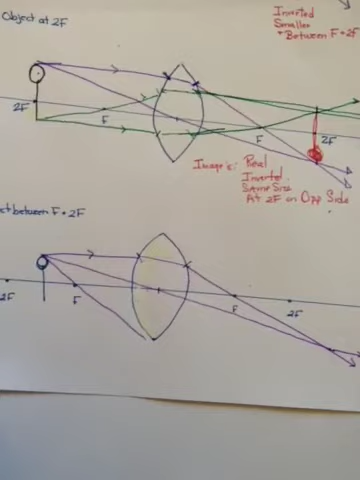 Inverted
Smaller
*Between F+2F
Object at 2F
2F
F
F
2F
Image is: Real
Inverted
Same Size
At 2F on Opp Side
ct between F+2F
2F
F
F
2F